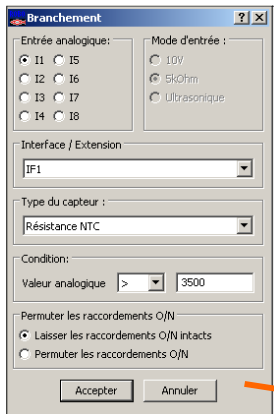 Branchement
Entrée analogique:
Mode d'entrée :
I1 I5
10V
I2 I6
5kOhm
I3 I7
Ultrasonique
I4 I8
Interface / Extension
IF1
Type du capteur :
Résistance NTC
Condition:
Valeur analogique > 3500
Permuter les raccordements O/N
Laisser les raccordements O/N intacts
Permuter les raccordements O/N
Accepter Annuler